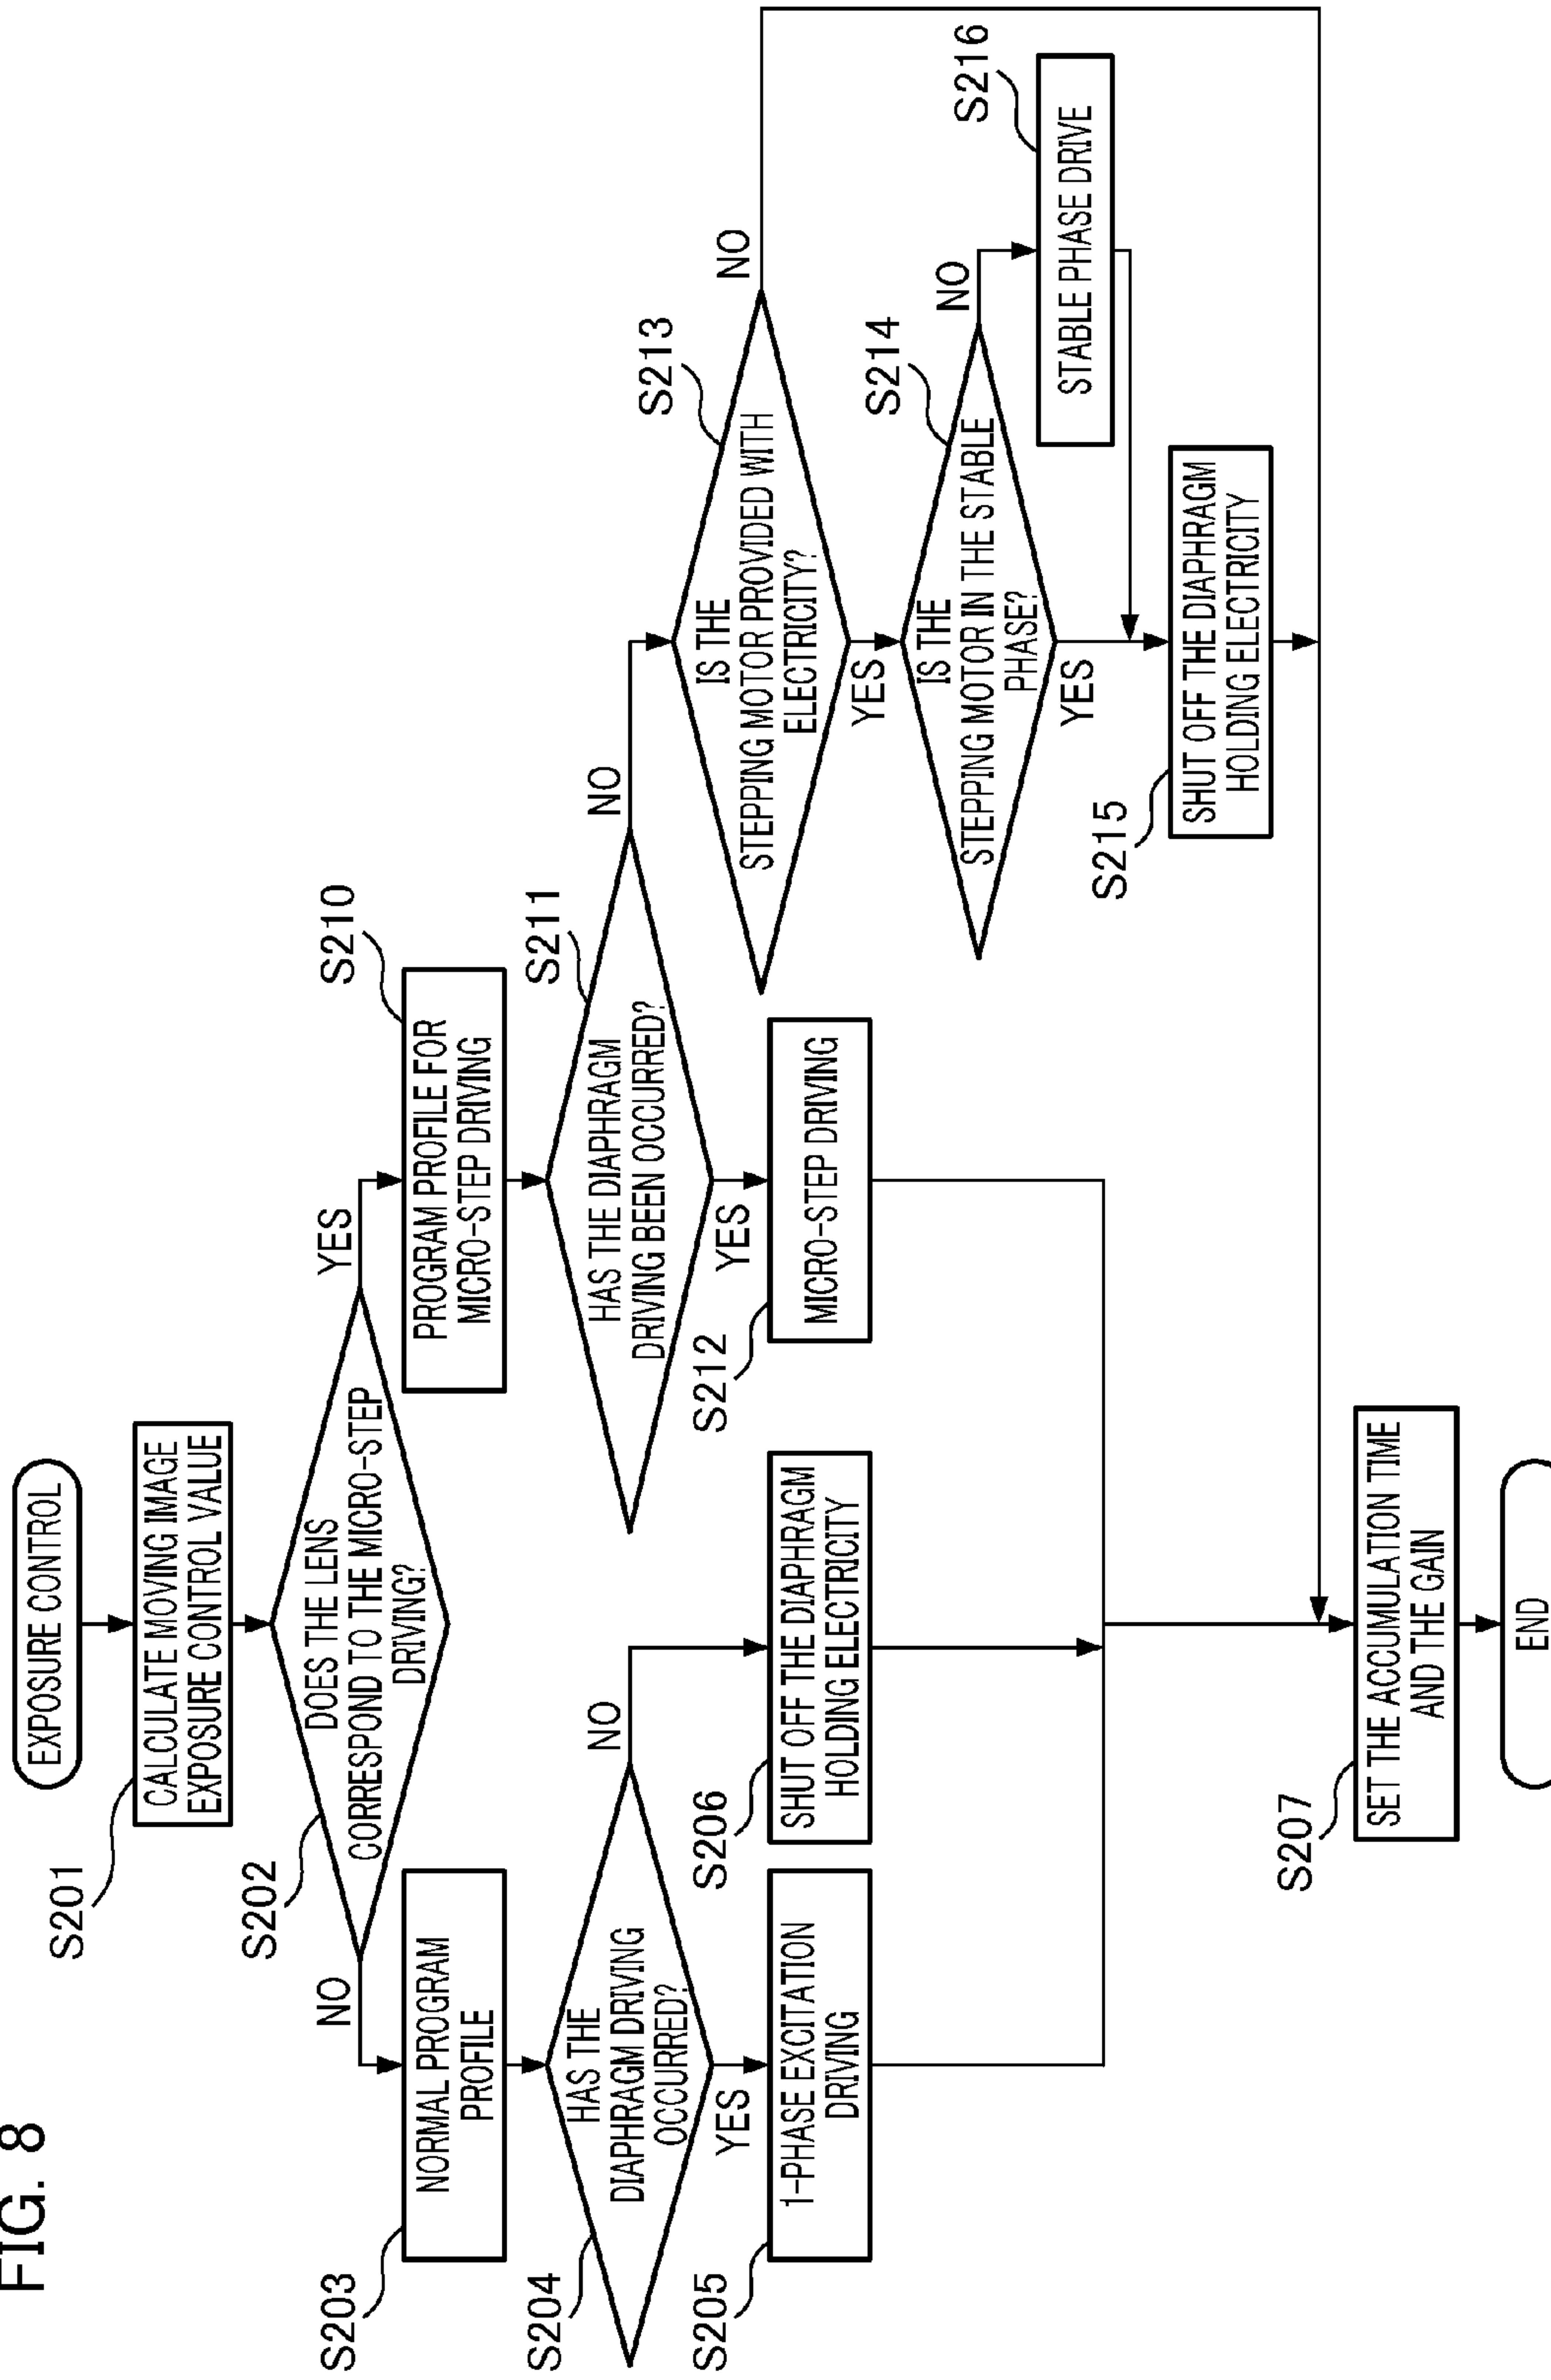 FIG. 8
EXPOSURE CONTROL
S201
CALCULATE MOVING IMAGE
EXPOSURE CONTROL VALUE
S202
DOES THE LENS
CORRESPOND TO THE MICRO-STEP
DRIVING?
NO
YES
S203
NORMAL PROGRAM
PROFILE
S204
HAS THE
DIAPHRAGM DRIVING
OCCURRED?
NO
YES
S205
1-PHASE EXCITATION
DRIVING
S206
SHUT OFF THE DIAPHRAGM
HOLDING ELECTRICITY
S210
PROGRAM PROFILE FOR
MICRO-STEP DRIVING
S211
HAS THE DIAPHRAGM
DRIVING BEEN OCCURRED?
NO
YES
S212
MICRO-STEP DRIVING
S213
IS THE
STEPPING MOTOR PROVIDED WITH
ELECTRICITY?
NO
YES
S214
IS THE
STEPPING MOTOR IN THE STABLE
PHASE?
NO
YES
S216
STABLE PHASE DRIVE
S215
SHUT OFF THE DIAPHRAGM
HOLDING ELECTRICITY
S207
SET THE ACCUMULATION TIME
AND THE GAIN
END